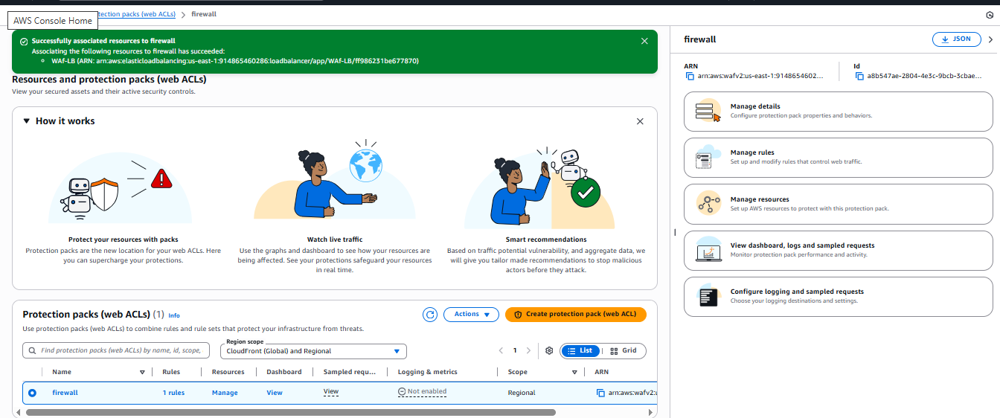 AWS Console Home
tection packs (web ACLs) > firewall
Successfully associated resources to firewall
Associating the following resources to firewall has succeeded:
WAf-LB (ARN: arn:aws:elasticloadbalancing:us-east-1:914865460286:loadbalancer/app/WAf-LB/ff986231be677870)
Resources and protection packs (web ACLs)
View your secured assets and their active security controls.
How it works
Protect your resources with packs
Protection packs are the new location for your web ACLs. Here
you can supercharge your protections.
Watch live traffic
Use the graphs and dashboard to see how your resources are
being affected. See your protections safeguard your resources
in real time.
Smart recommendations
Based on traffic potential vulnerability, and aggregate data, we
will give you tailor made recommendations to stop malicious
actors before they attack.
Protection packs (web ACLs) (1) Info
Actions
Create protection pack (web ACL)
Use protection packs (web ACLs) to combine rules and rule sets that protect your infrastructure from threats.
Find protection packs (web ACLs) by name, id, scope,
Region scope
CloudFront (Global) and Regional
1
List
Grid
Name Rules Resources Dashboard Sampled requ... Logging & metrics Scope ARN
firewall 1 rules Manage View View Not enabled Regional arn:aws:wafv2:u
firewall
JSON
ARN
arn:aws:wafv2:us-east-1:9148654602...
Id
a8b547ae-2804-4e3c-9bcb-3cbae...
Manage details
Configure protection pack properties and behaviors.
Manage rules
Set up and modify rules that control web traffic.
Manage resources
Set up AWS resources to protect with this protection pack.
View dashboard, logs and sampled requests
Monitor protection pack performance and activity.
Configure logging and sampled requests
Choose your logging destinations and settings.